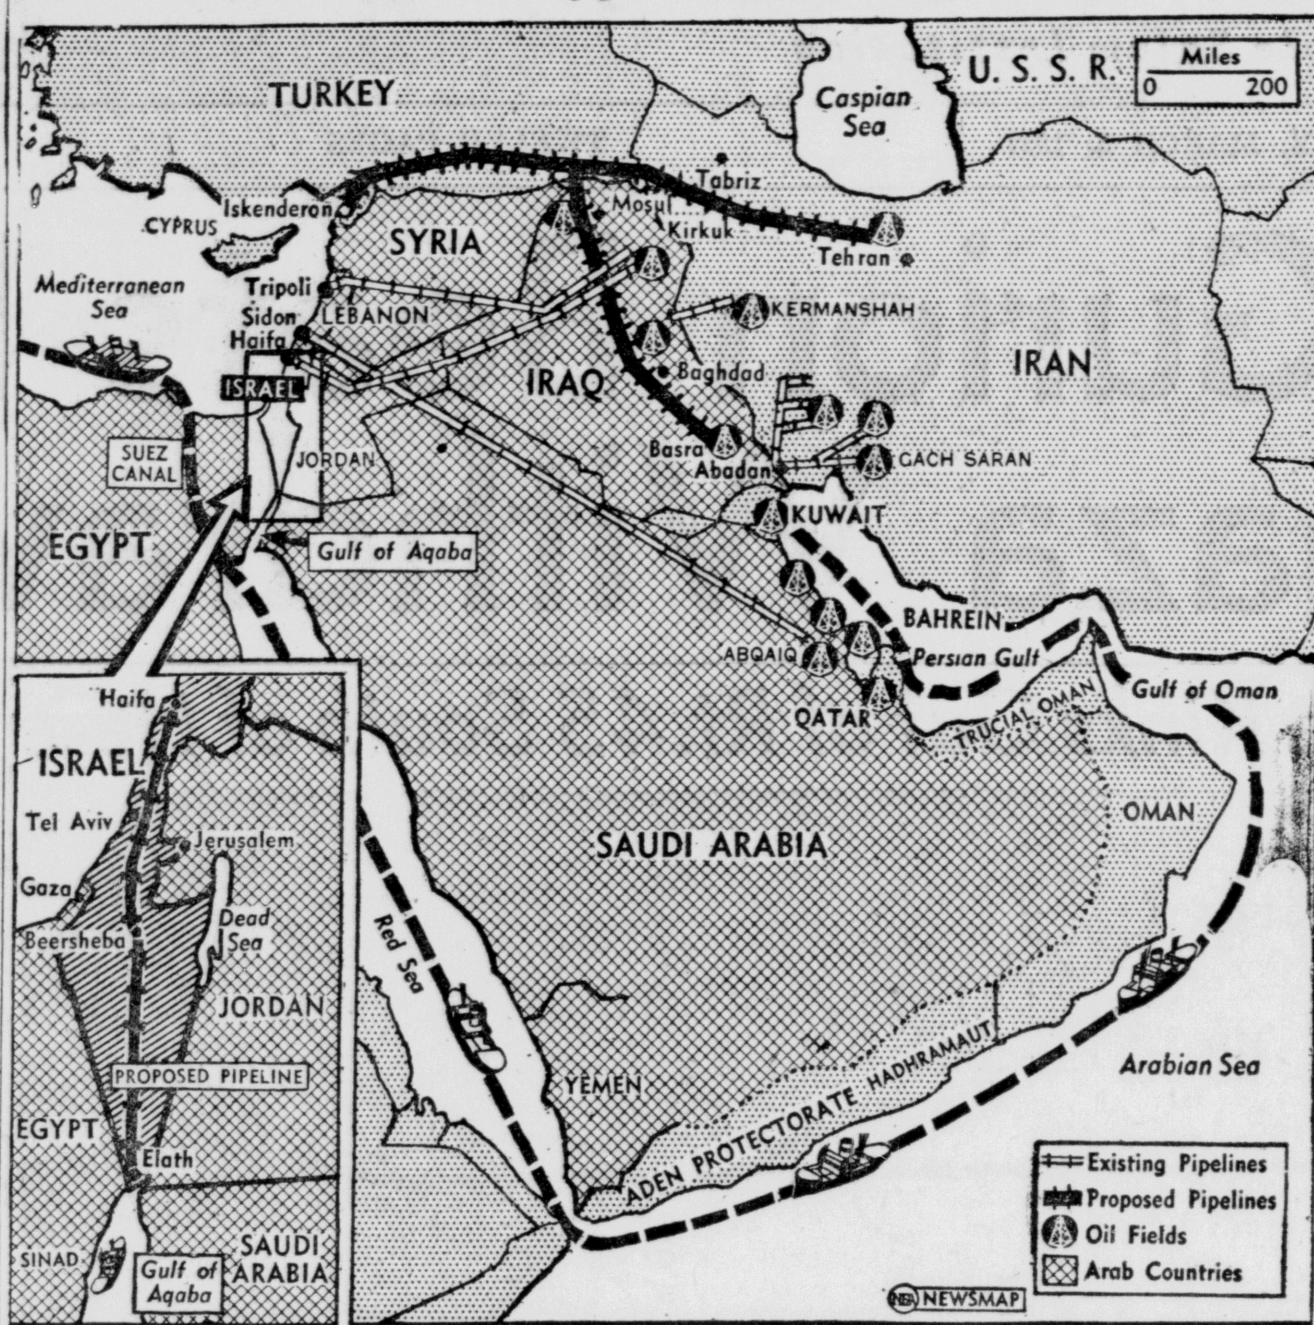 TURKEY
U. S. S. R.
Miles
0 200
Caspian
Sea
Tabriz
Mosul
Kirkuk
Tehran
Iskenderon
CYPRUS
SYRIA
Mediterranean
Sea
Tripoli
Sidon
LEBANON
Haifa
KERMANSHAH
IRAN
ISRAEL
IRAQ
Baghdad
SUEZ
CANAL
JORDAN
Basra
Abadan
GACH SARAN
EGYPT
Gulf of Aqaba
KUWAIT
BAHREIN
ABQAIQ
Persian Gulf
QATAR
TRUCIAL OMAN
Gulf of Oman
OMAN
SAUDI ARABIA
Red Sea
YEMEN
ADEN PROTECTORATE HADHRAMAUT
Arabian Sea
Haifa
ISRAEL
Tel Aviv
Jerusalem
Gaza
Dead
Sea
Beersheba
JORDAN
PROPOSED PIPELINE
EGYPT
Elath
SINAD
Gulf of
Aqaba
SAUDI
ARABIA
Existing Pipelines
Proposed Pipelines
Oil Fields
Arab Countries
NEA NEWSMAP